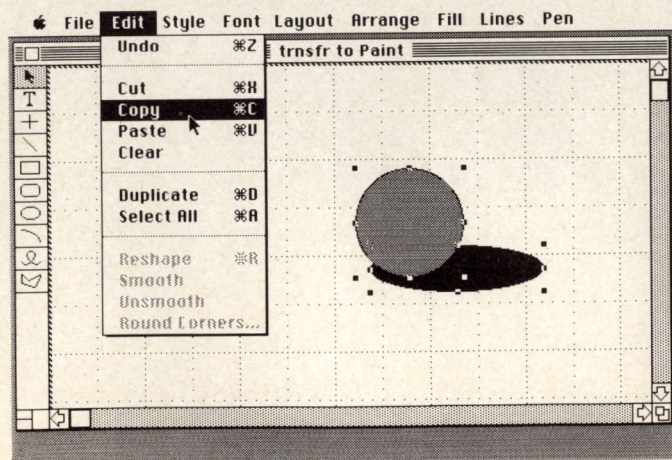 File Edit Style Font Layout Arrange Fill Lines Pen
trnsfr to Paint
Undo ⌘Z
Cut ⌘X
Copy ⌘C
Paste ⌘V
Clear
Duplicate ⌘D
Select All ⌘A
Reshape ⌘R
Smooth
Unsmooth
Round Corners...
T